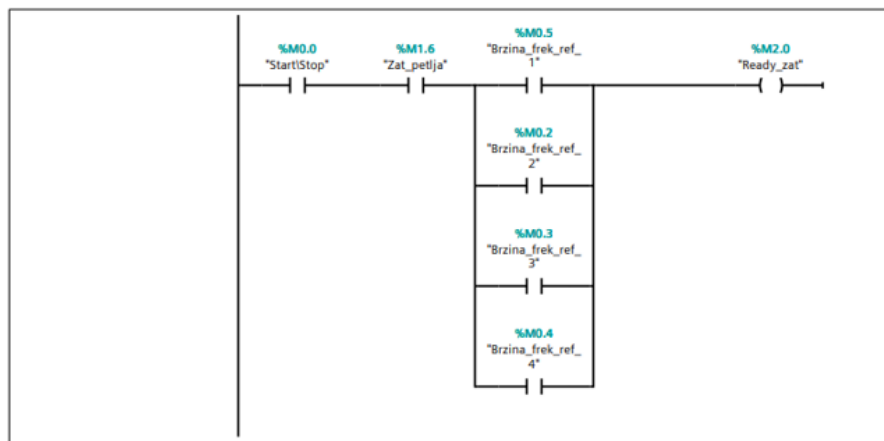 %M0.0
"Start\Stop"
%M1.6
"Zat_petlja"
%M0.5
"Brzina_frek_ref_
1"
%M2.0
"Ready_zat"
%M0.2
"Brzina_frek_ref_
2"
%M0.3
"Brzina_frek_ref_
3"
%M0.4
"Brzina_frek_ref_
4"